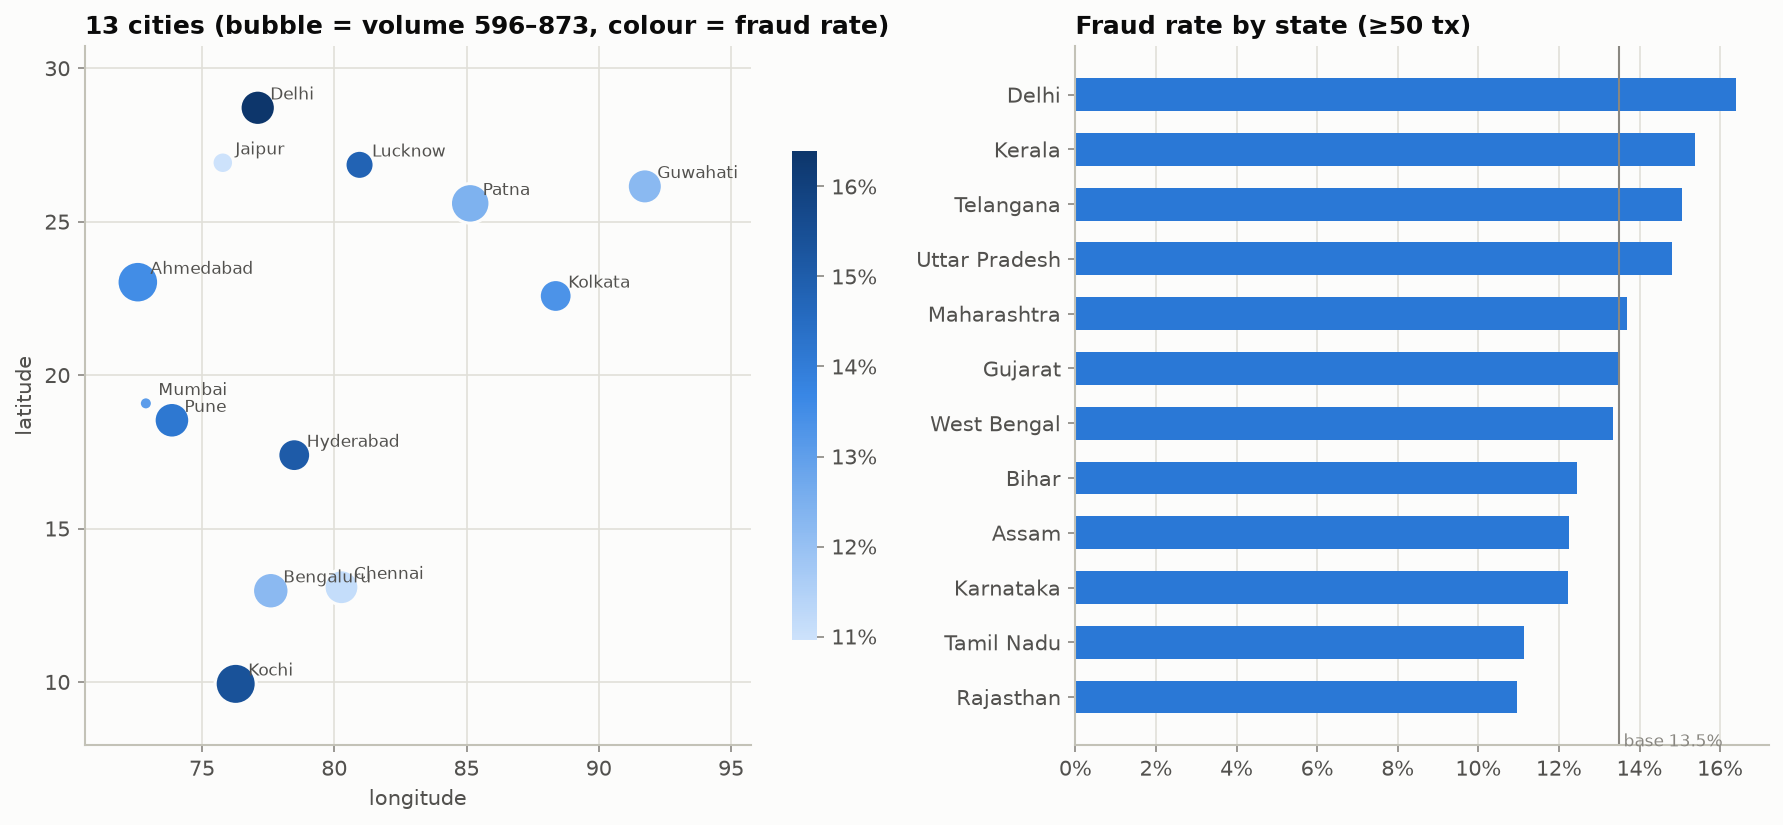 13 cities (bubble = volume 596–873, colour = fraud rate)
30
25
20
15
10
latitude
75
80
85
90
95
longitude
Delhi
Jaipur
Lucknow
Guwahati
Patna
Ahmedabad
Kolkata
Mumbai
Pune
Hyderabad
Bengaluru
Chennai
Kochi
16%
15%
14%
13%
12%
11%
Fraud rate by state (≥50 tx)
Delhi
Kerala
Telangana
Uttar Pradesh
Maharashtra
Gujarat
West Bengal
Bihar
Assam
Karnataka
Tamil Nadu
Rajasthan
base 13.5%
0%
2%
4%
6%
8%
10%
12%
14%
16%